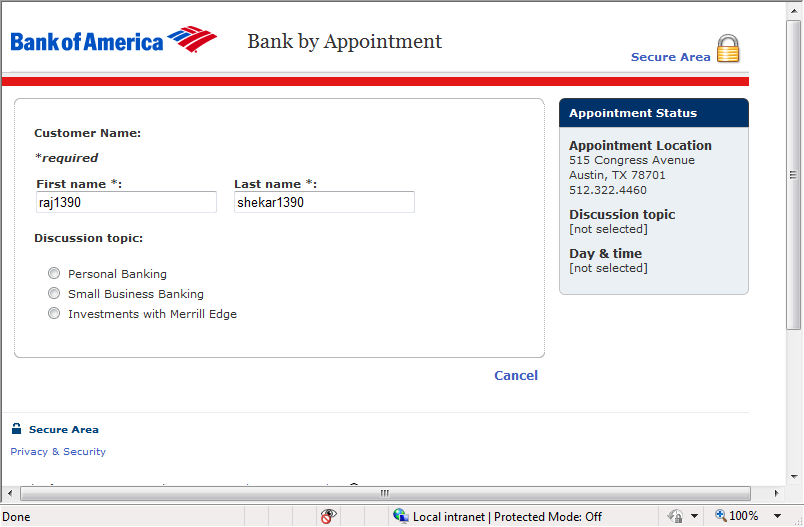 Bank of America
Bank by Appointment
Secure Area
Customer Name:
*required
First name *:
Last name *:
raj1390
shekar1390
Discussion topic:
Personal Banking
Small Business Banking
Investments with Merrill Edge
Cancel
Appointment Status
Appointment Location
515 Congress Avenue
Austin, TX 78701
512.322.4460
Discussion topic
[not selected]
Day & time
[not selected]
Secure Area
Privacy & Security
Done
Local intranet | Protected Mode: Off
100%